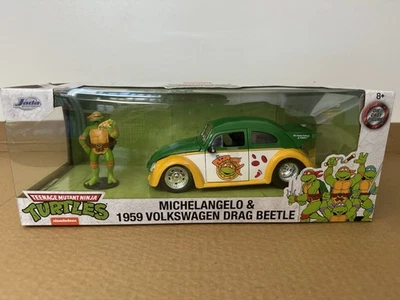 Jada
8+
TEENAGE MUTANT NINJA
TURTLES
nickelodeon
MICHELANGELO &
1959 VOLKSWAGEN DRAG BEETLE